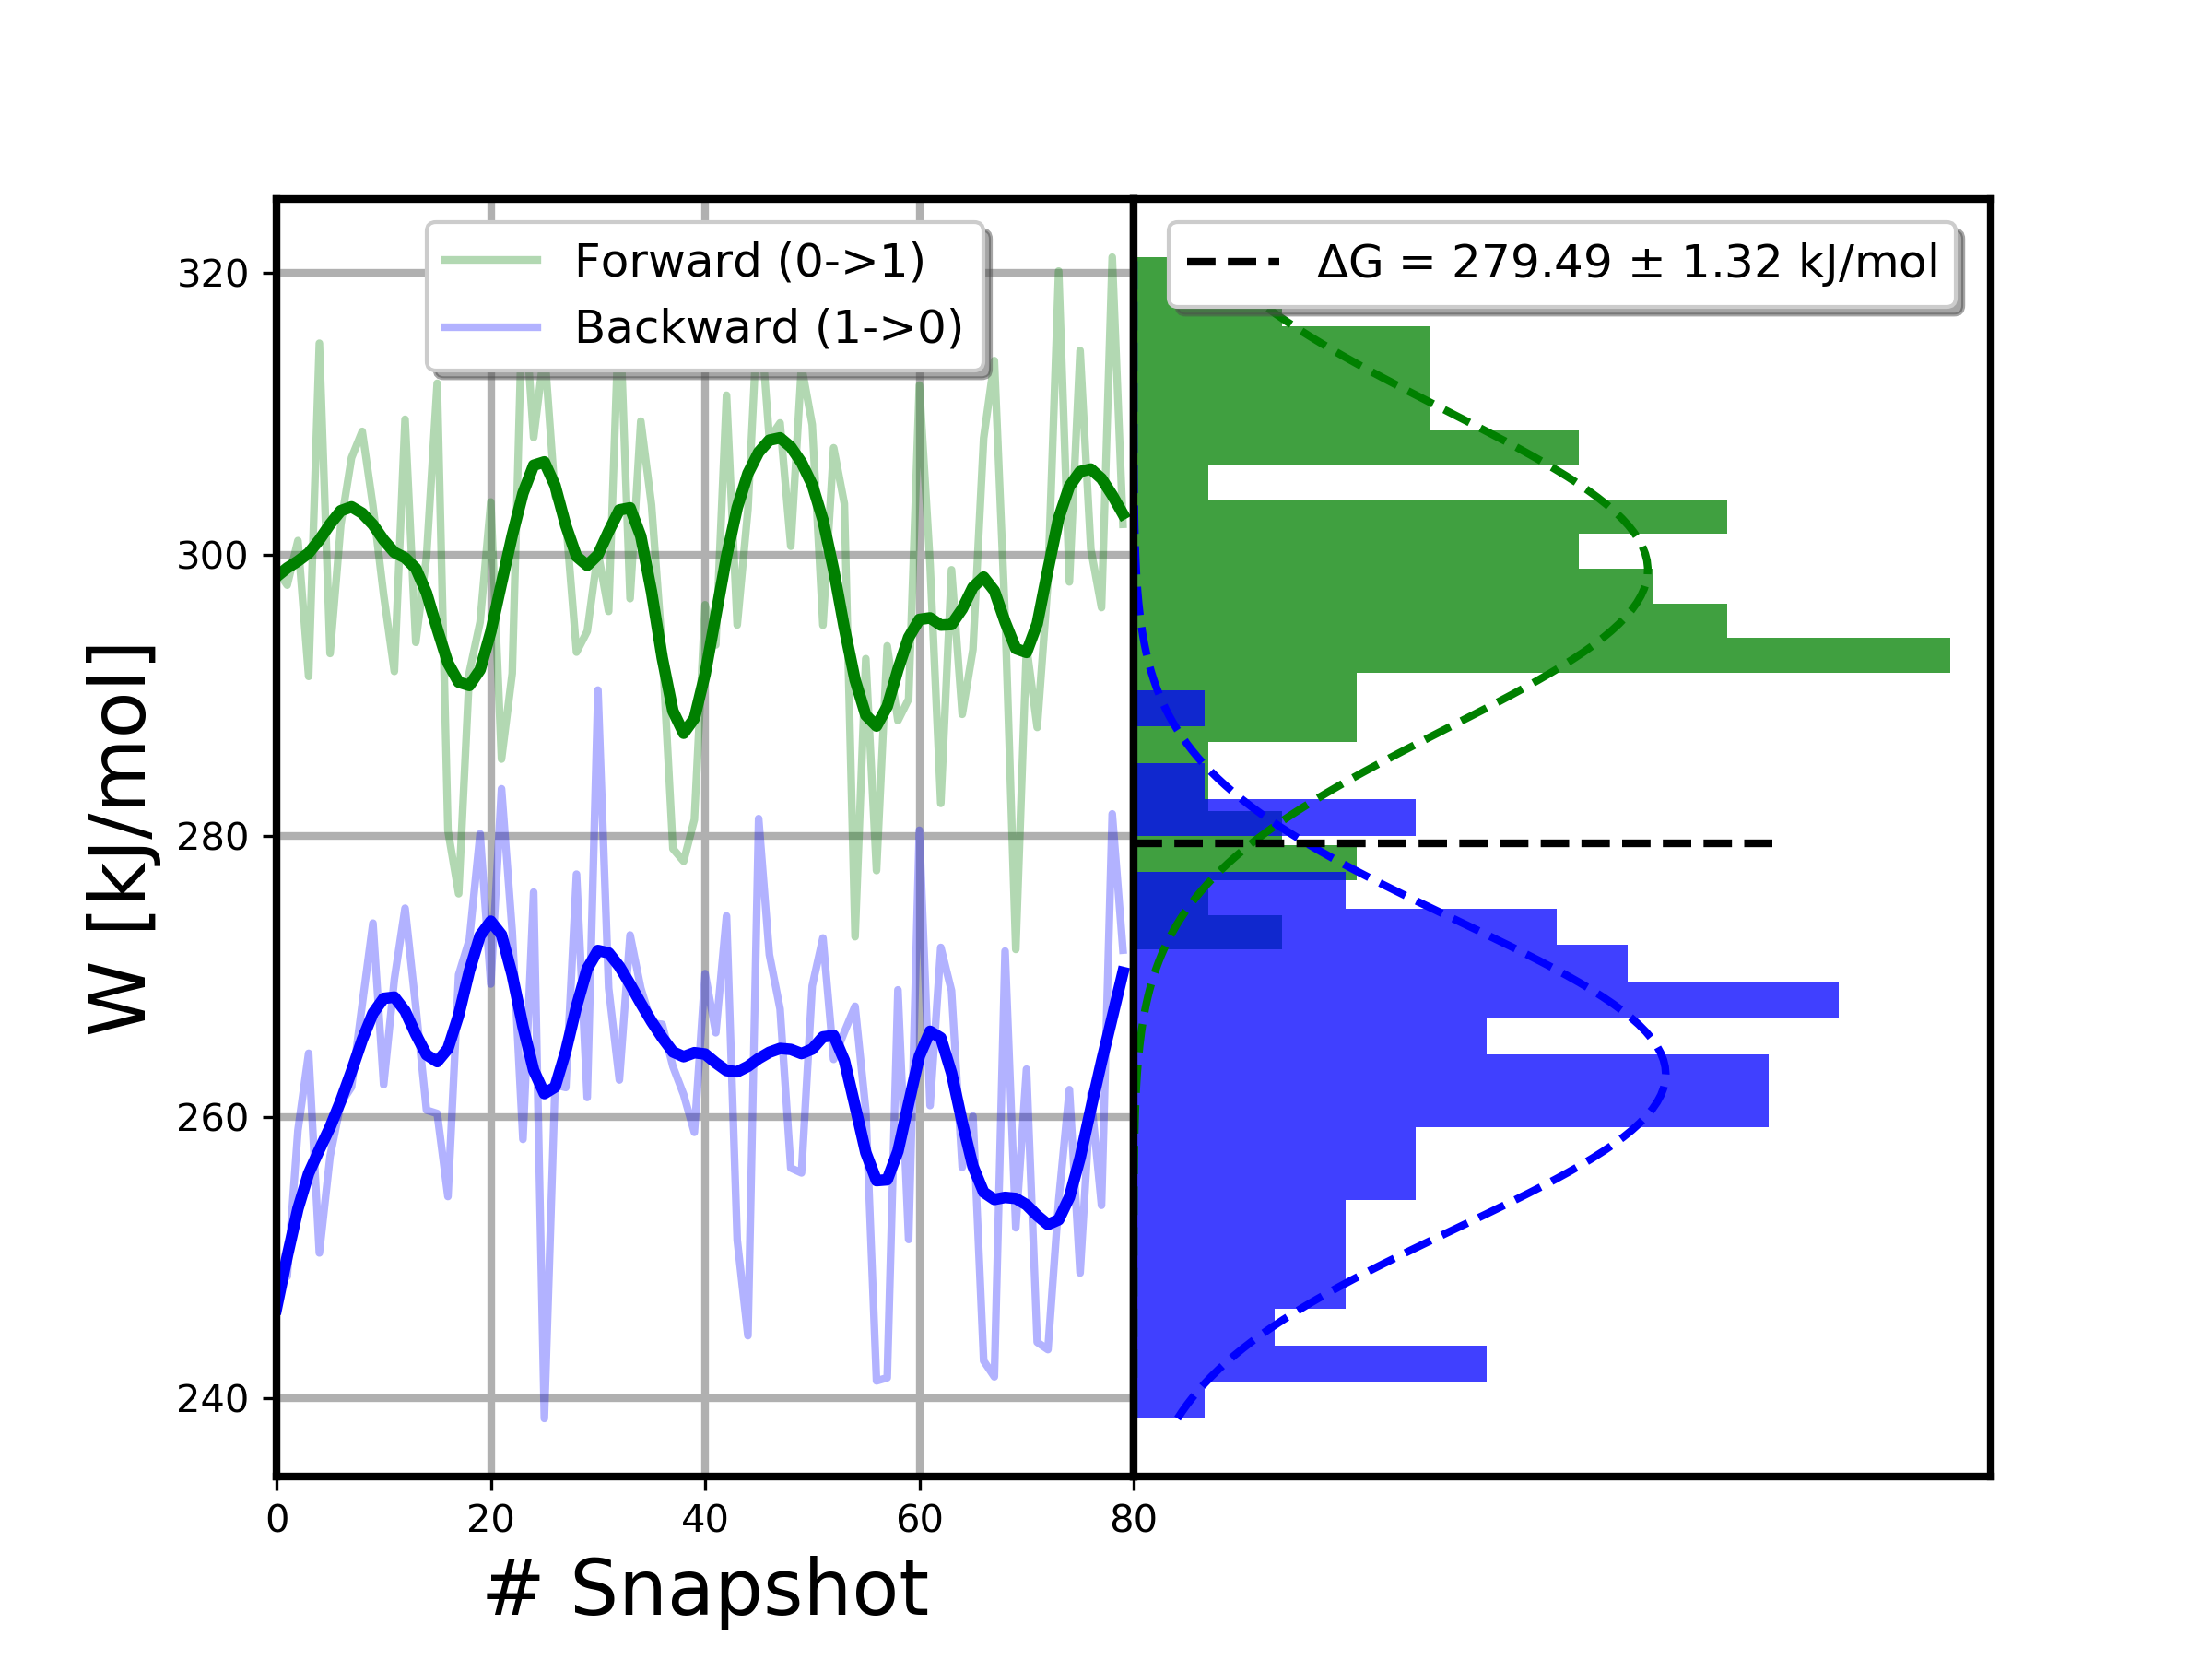 Forward (0->1)
Backward (1->0)
ΔG = 279.49 ± 1.32 kJ/mol
320
300
280
260
240
W [kJ/mol]
0
20
40
60
80
# Snapshot